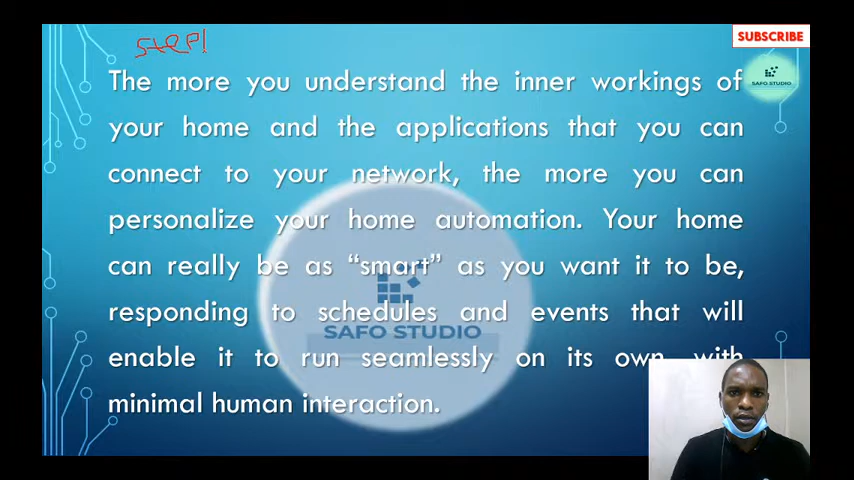 SUBSCRIBE
step1
The more you understand the inner workings of
your home and the applications that you can
connect to your network, the more you can
personalize your home automation. Your home
can really be as “smart” as you want it to be,
responding to schedules and events that will
enable it to run seamlessly on its own with
minimal human interaction.
SAFO STUDIO
SAFO STUDIO